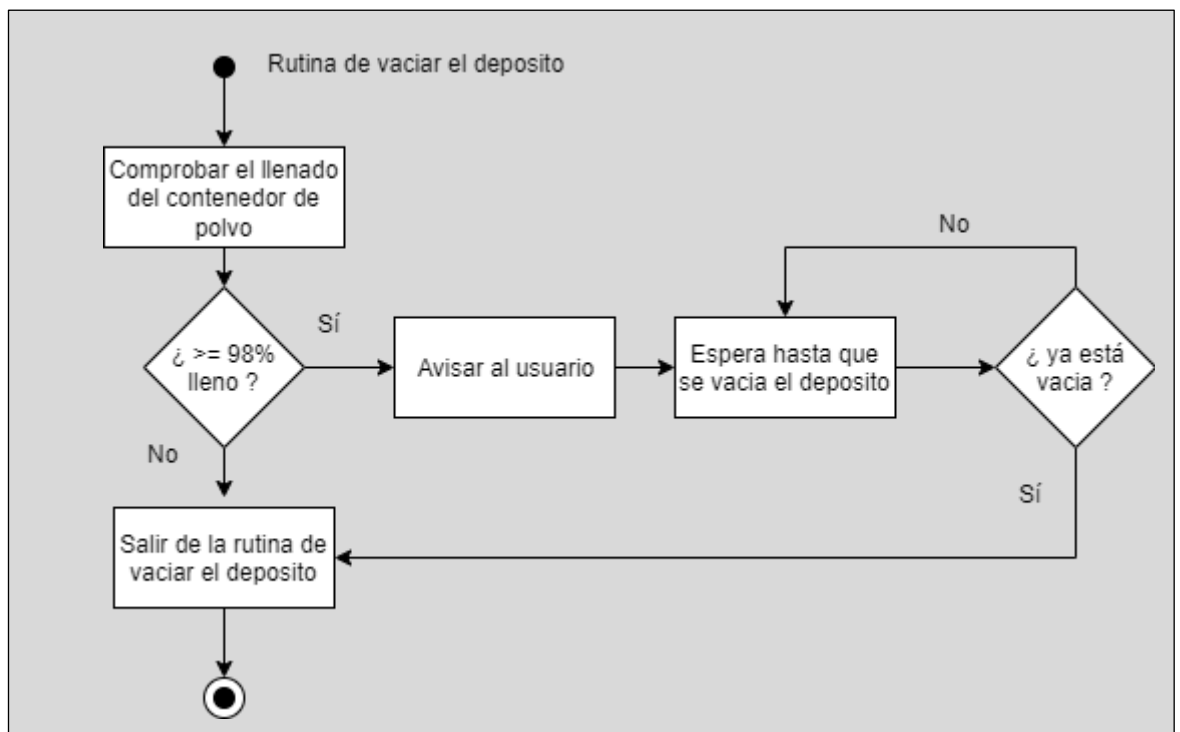 Rutina de vaciar el deposito
Comprobar el llenado
del contenedor de
polvo
No
¿ >= 98%
lleno ?
Sí
Avisar al usuario
Espera hasta que
se vacia el deposito
¿ ya está
vacia ?
No
Sí
Salir de la rutina de
vaciar el deposito